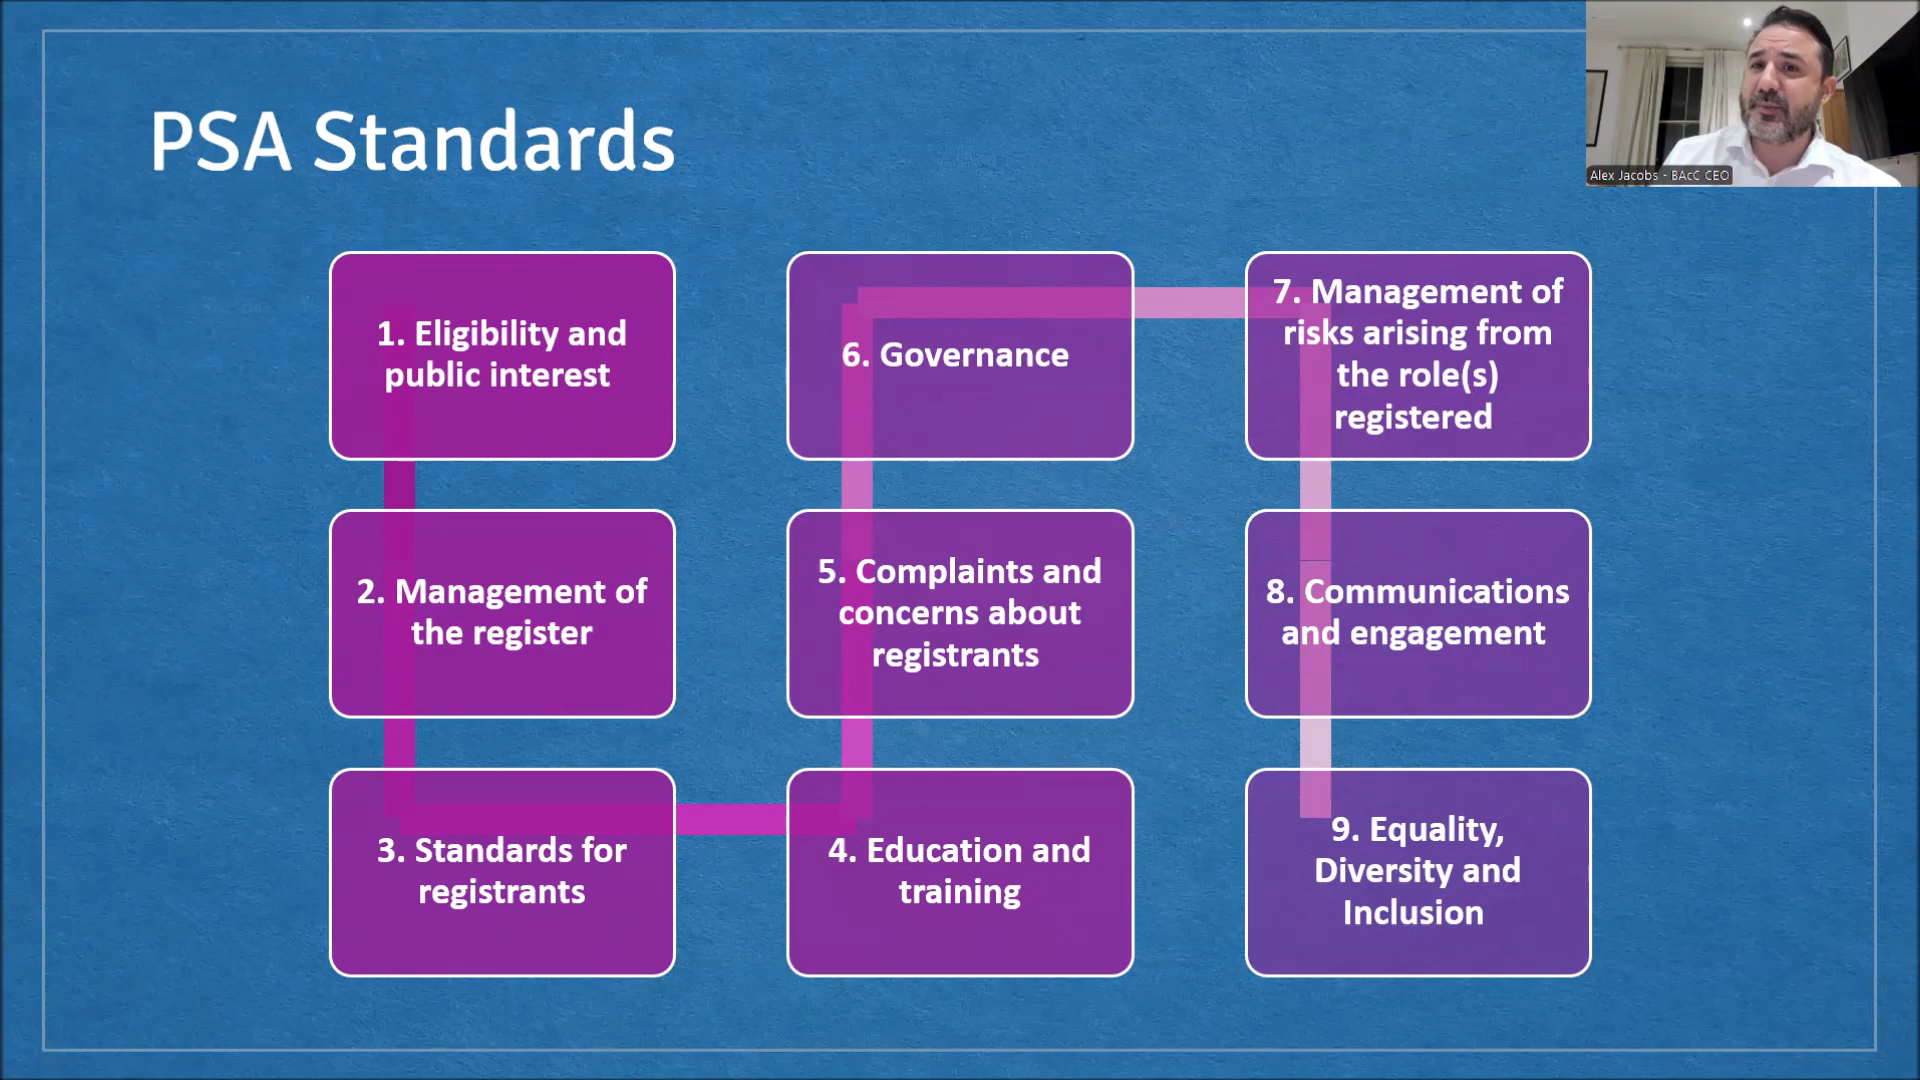 PSA Standards
Alex Jacobs - BAcC CEO
1. Eligibility and
public interest
2. Management of
the register
3. Standards for
registrants
4. Education and
training
5. Complaints and
concerns about
registrants
6. Governance
7. Management of
risks arising from
the role(s)
registered
8. Communications
and engagement
9. Equality,
Diversity and
Inclusion